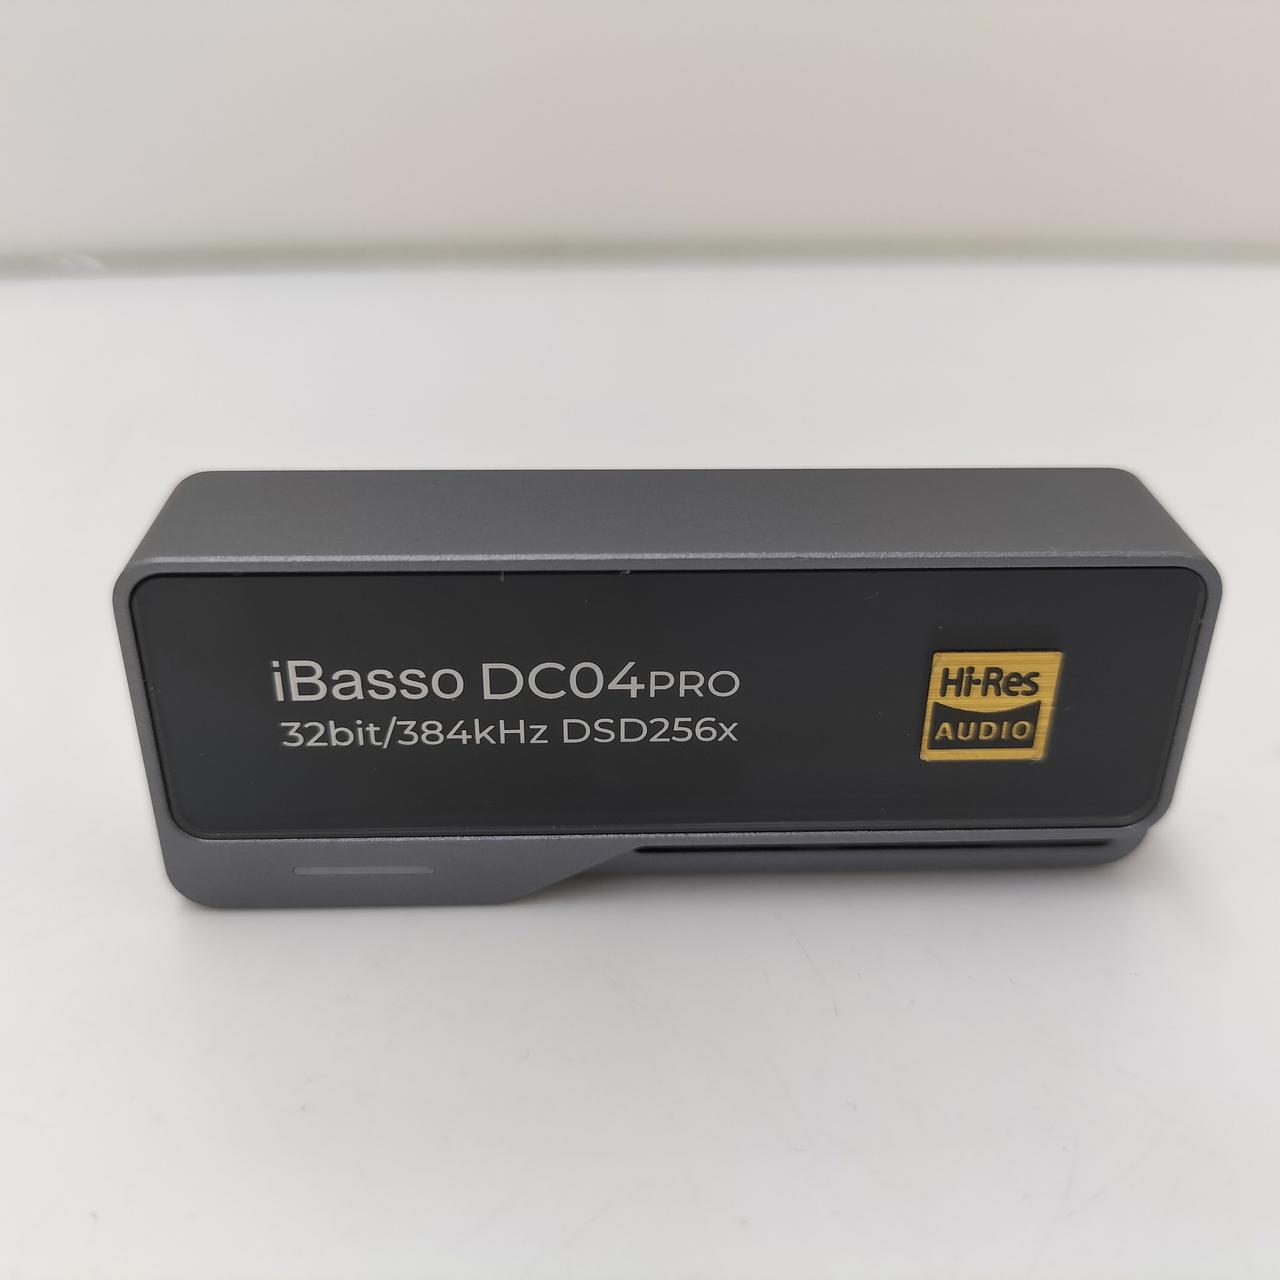 iBasso DC04PRO
32bit/384kHz DSD256x
Hi-Res
AUDIO